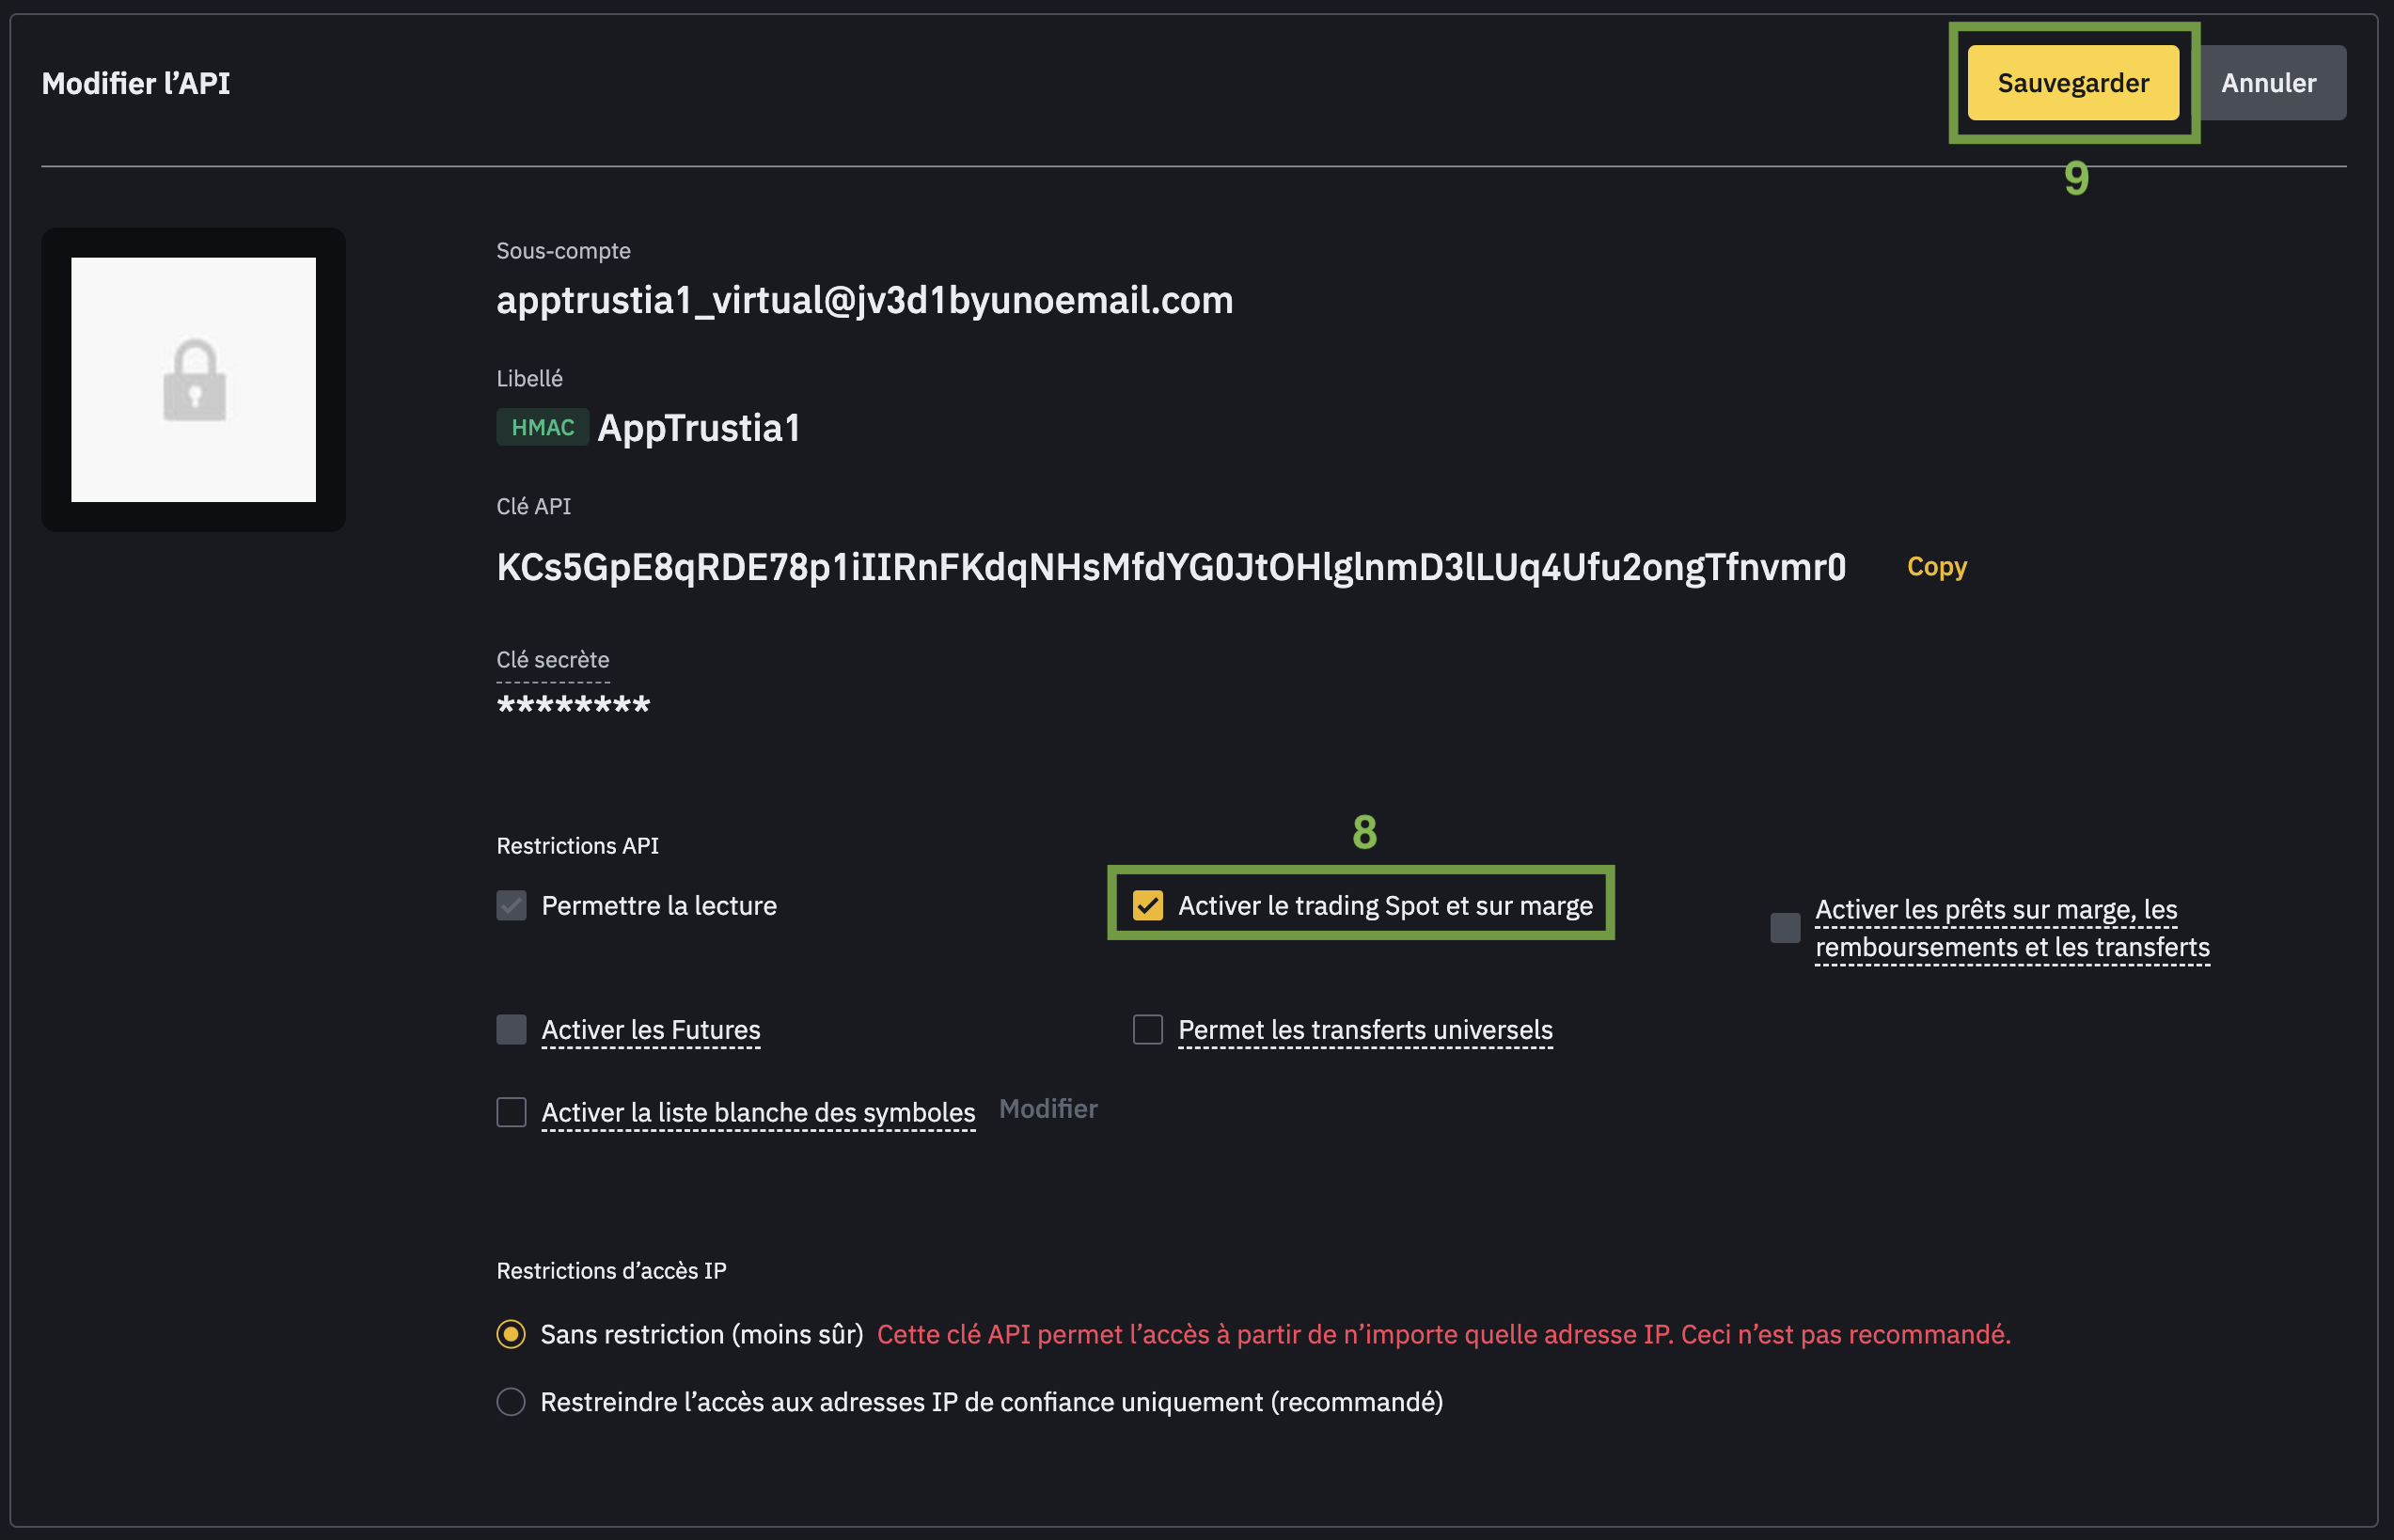 Modifier l’API
Sauvegarder
Annuler
9
Sous-compte
apptrustia1_virtual@jv3d1byunoemail.com
Libellé
HMAC AppTrustia1
Clé API
KCs5GpE8qRDE78p1iIIRnFKdqNHsMfdYG0JtOHlglnmD3lLUq4Ufu2ongTfnvmr0
Copy
Clé secrète
********
Restrictions API
8
Permettre la lecture
Activer le trading Spot et sur marge
Activer les prêts sur marge, les
remboursements et les transferts
Activer les Futures
Permet les transferts universels
Activer la liste blanche des symboles
Modifier
Restrictions d’accès IP
Sans restriction (moins sûr) Cette clé API permet l’accès à partir de n’importe quelle adresse IP. Ceci n’est pas recommandé.
Restreindre l’accès aux adresses IP de confiance uniquement (recommandé)